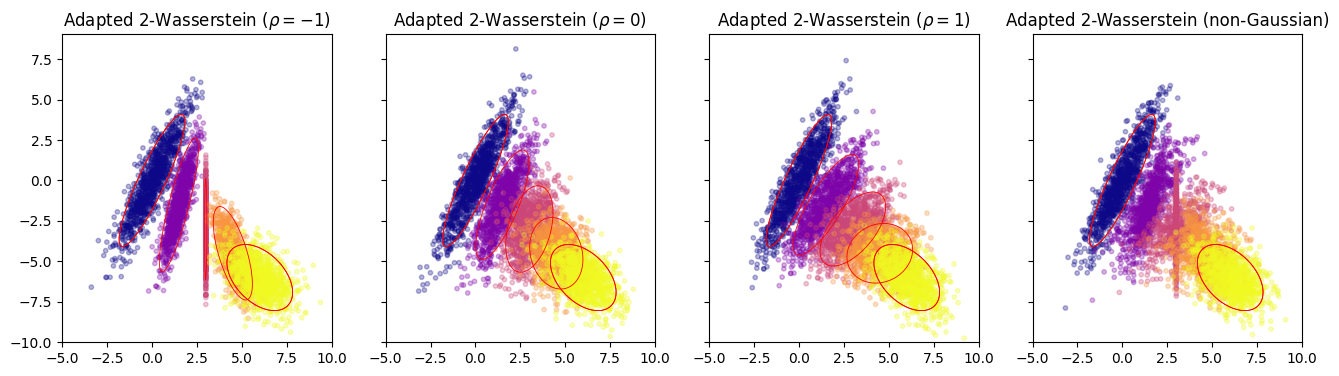 Adapted 2-Wasserstein (ρ = −1)
Adapted 2-Wasserstein (ρ = 0)
Adapted 2-Wasserstein (ρ = 1)
Adapted 2-Wasserstein (non-Gaussian)
7.5
5.0
2.5
0.0
−2.5
−5.0
−7.5
−10.0
−5.0 −2.5 0.0 2.5 5.0 7.5 10.0
−5.0 −2.5 0.0 2.5 5.0 7.5 10.0
−5.0 −2.5 0.0 2.5 5.0 7.5 10.0
−5.0 −2.5 0.0 2.5 5.0 7.5 10.0